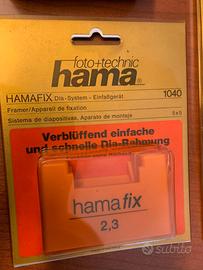 foto+technic
hama®
HAMAFIX Dia-System - Einfaßgerät 1040
Framer/Appareil de fixation 5x5
Sistema de diapositivas, Aparato de montaje
Verblüffend einfache
und schnelle Dia-Rahmung
hamafix
2,3
subito